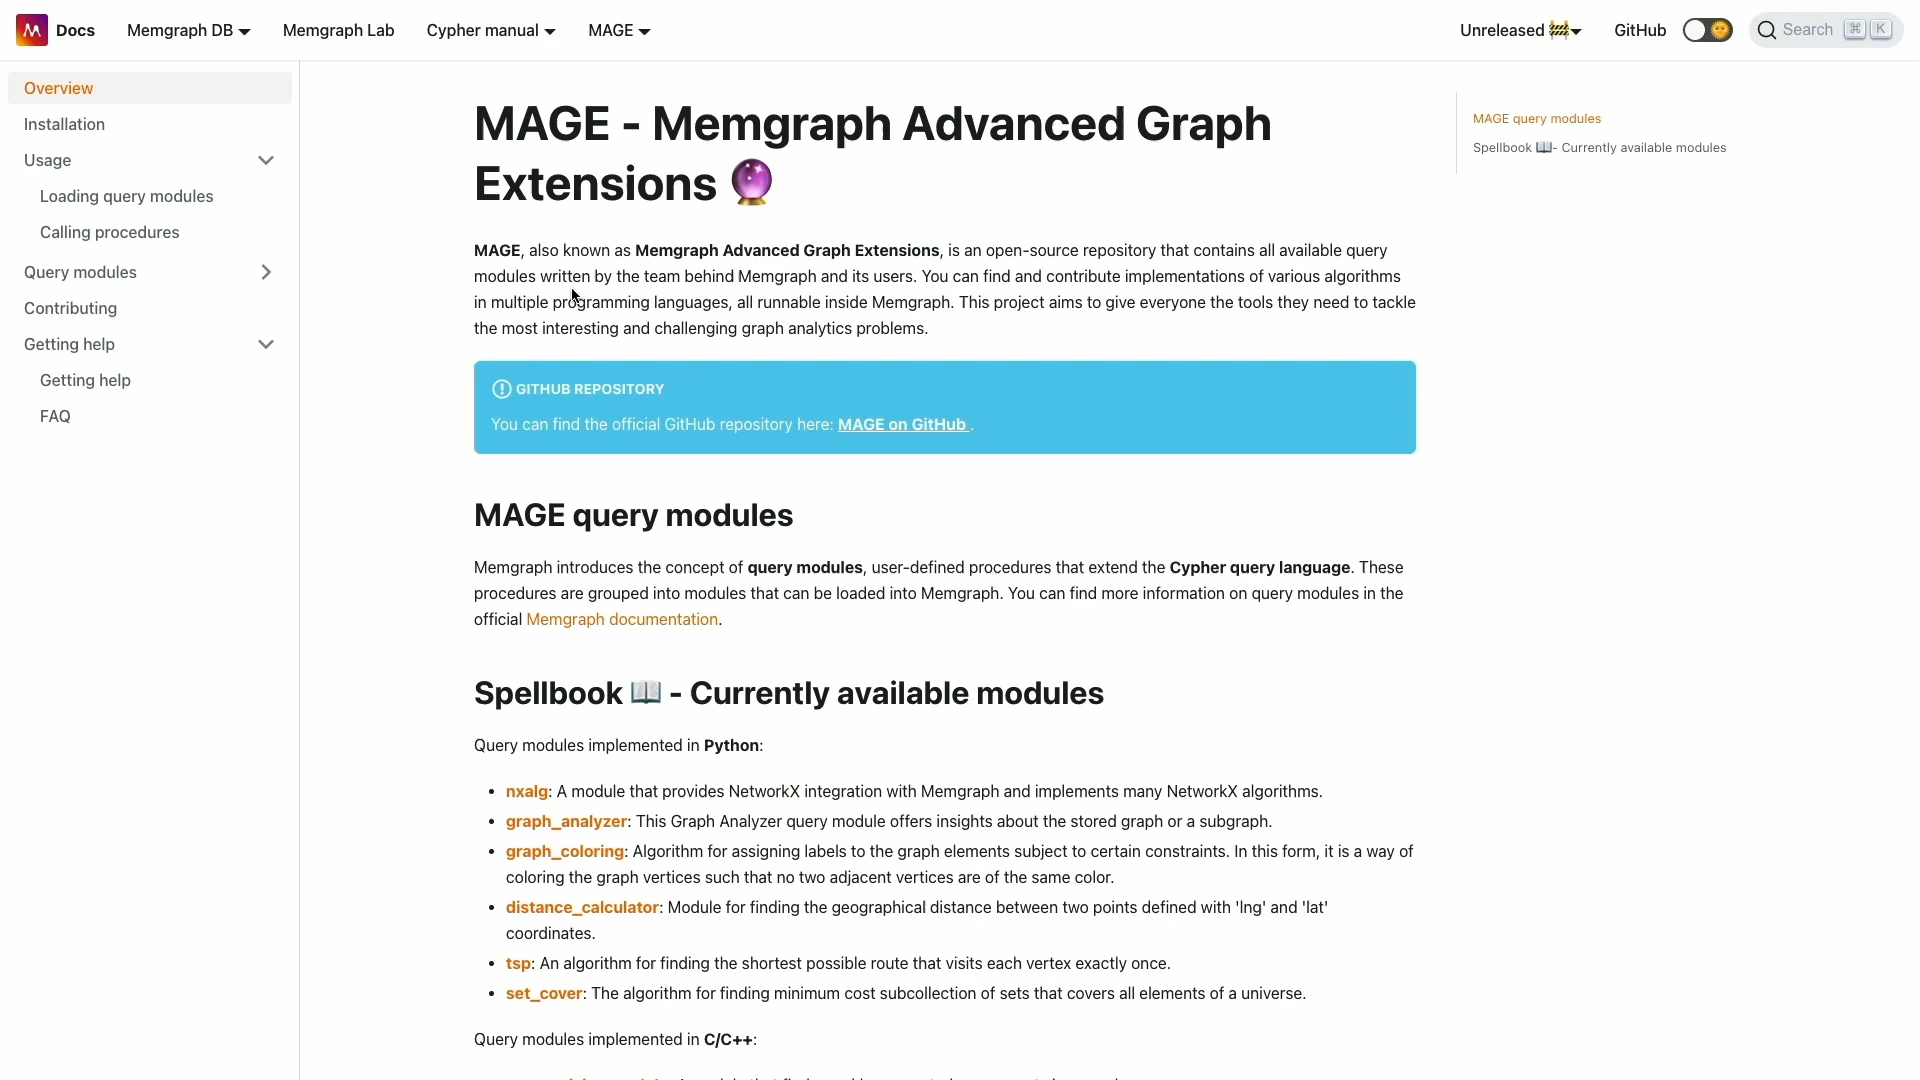 Docs
Memgraph DB
Memgraph Lab
Cypher manual
MAGE
Unreleased 🚧
GitHub
Search ⌘ K
Overview
Installation
Usage
Loading query modules
Calling procedures
Query modules
Contributing
Getting help
Getting help
FAQ
MAGE - Memgraph Advanced Graph
Extensions 🔮
MAGE, also known as Memgraph Advanced Graph Extensions, is an open-source repository that contains all available query
modules written by the team behind Memgraph and its users. You can find and contribute implementations of various algorithms
in multiple programming languages, all runnable inside Memgraph. This project aims to give everyone the tools they need to tackle
the most interesting and challenging graph analytics problems.
GITHUB REPOSITORY
You can find the official GitHub repository here: MAGE on GitHub .
MAGE query modules
Memgraph introduces the concept of query modules, user-defined procedures that extend the Cypher query language. These
procedures are grouped into modules that can be loaded into Memgraph. You can find more information on query modules in the
official Memgraph documentation.
Spellbook 📖 - Currently available modules
Query modules implemented in Python:
• nxalg: A module that provides NetworkX integration with Memgraph and implements many NetworkX algorithms.
• graph_analyzer: This Graph Analyzer query module offers insights about the stored graph or a subgraph.
• graph_coloring: Algorithm for assigning labels to the graph elements subject to certain constraints. In this form, it is a way of
coloring the graph vertices such that no two adjacent vertices are of the same color.
• distance_calculator: Module for finding the geographical distance between two points defined with 'lng' and 'lat'
coordinates.
• tsp: An algorithm for finding the shortest possible route that visits each vertex exactly once.
• set_cover: The algorithm for finding minimum cost subcollection of sets that covers all elements of a universe.
Query modules implemented in C/C++:
MAGE query modules
Spellbook 📖- Currently available modules